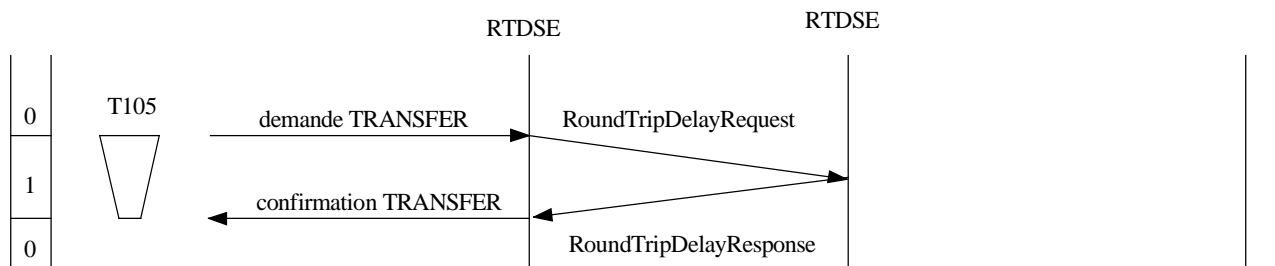 RTDSE
RTDSE
T105
0
demande TRANSFER
RoundTripDelayRequest
1
confirmation TRANSFER
0
RoundTripDelayResponse